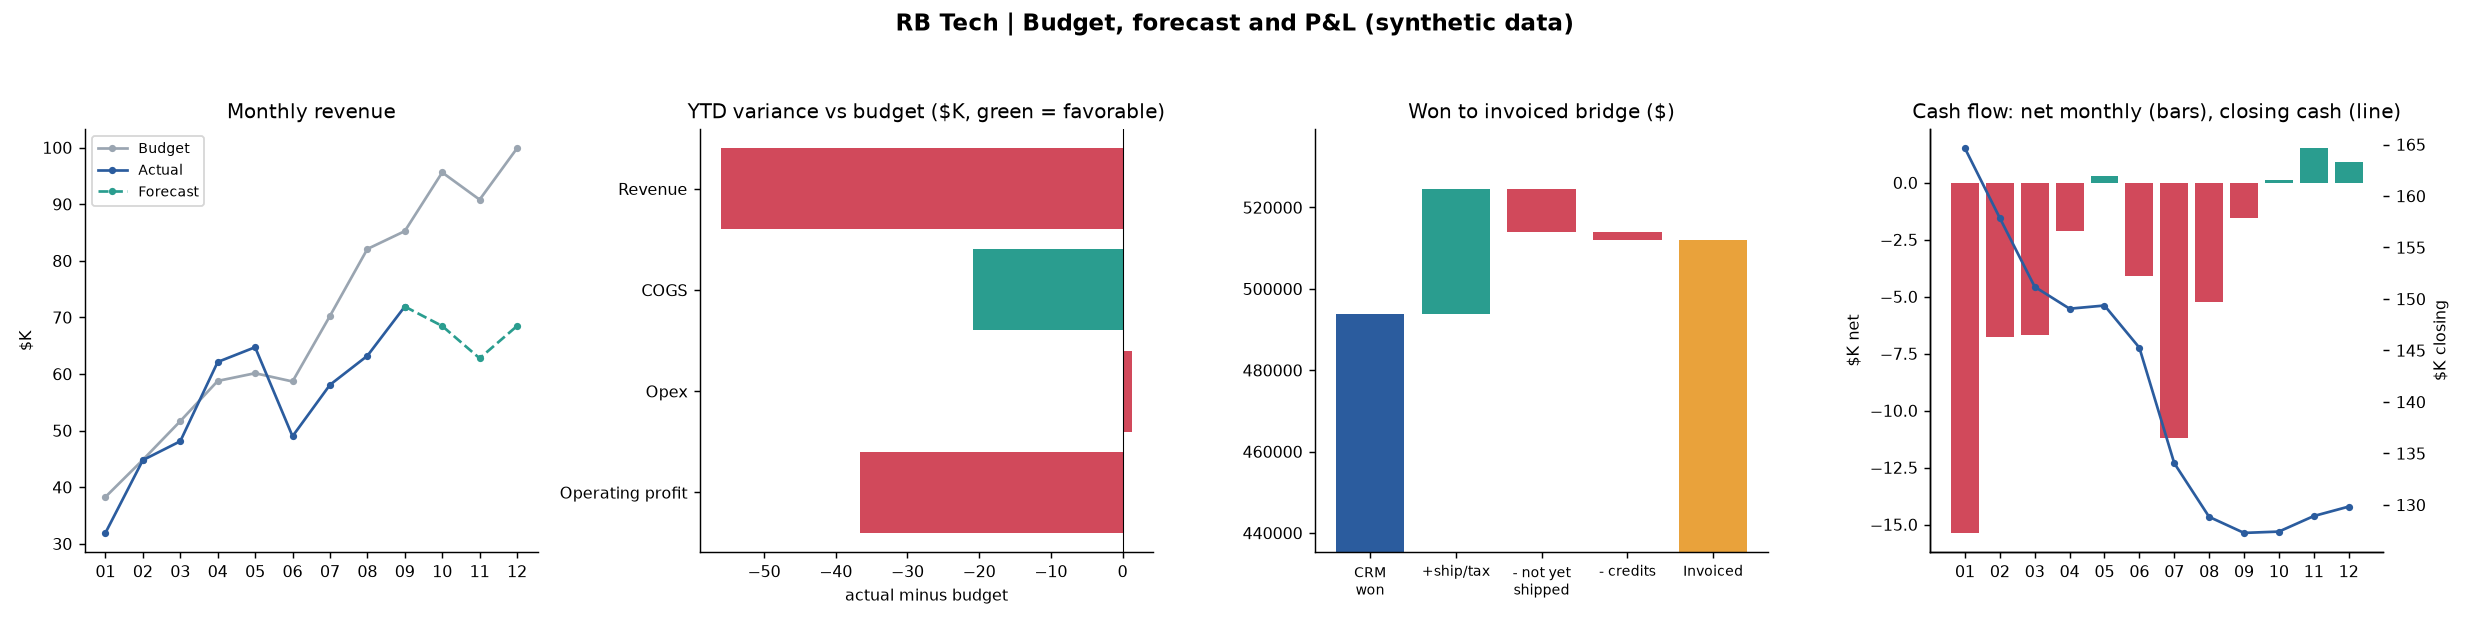 RB Tech | Budget, forecast and P&L (synthetic data)
Monthly revenue
$K
100
90
80
70
60
50
40
30
Budget
Actual
Forecast
01 02 03 04 05 06 07 08 09 10 11 12
YTD variance vs budget ($K, green = favorable)
Revenue
COGS
Opex
Operating profit
−50 −40 −30 −20 −10 0
actual minus budget
Won to invoiced bridge ($)
520000
500000
480000
460000
440000
CRM
won
+ship/tax
- not yet
shipped
- credits
Invoiced
Cash flow: net monthly (bars), closing cash (line)
$K net
0.0
−2.5
−5.0
−7.5
−10.0
−12.5
−15.0
165
160
155
150
145
140
135
130
$K closing
01 02 03 04 05 06 07 08 09 10 11 12